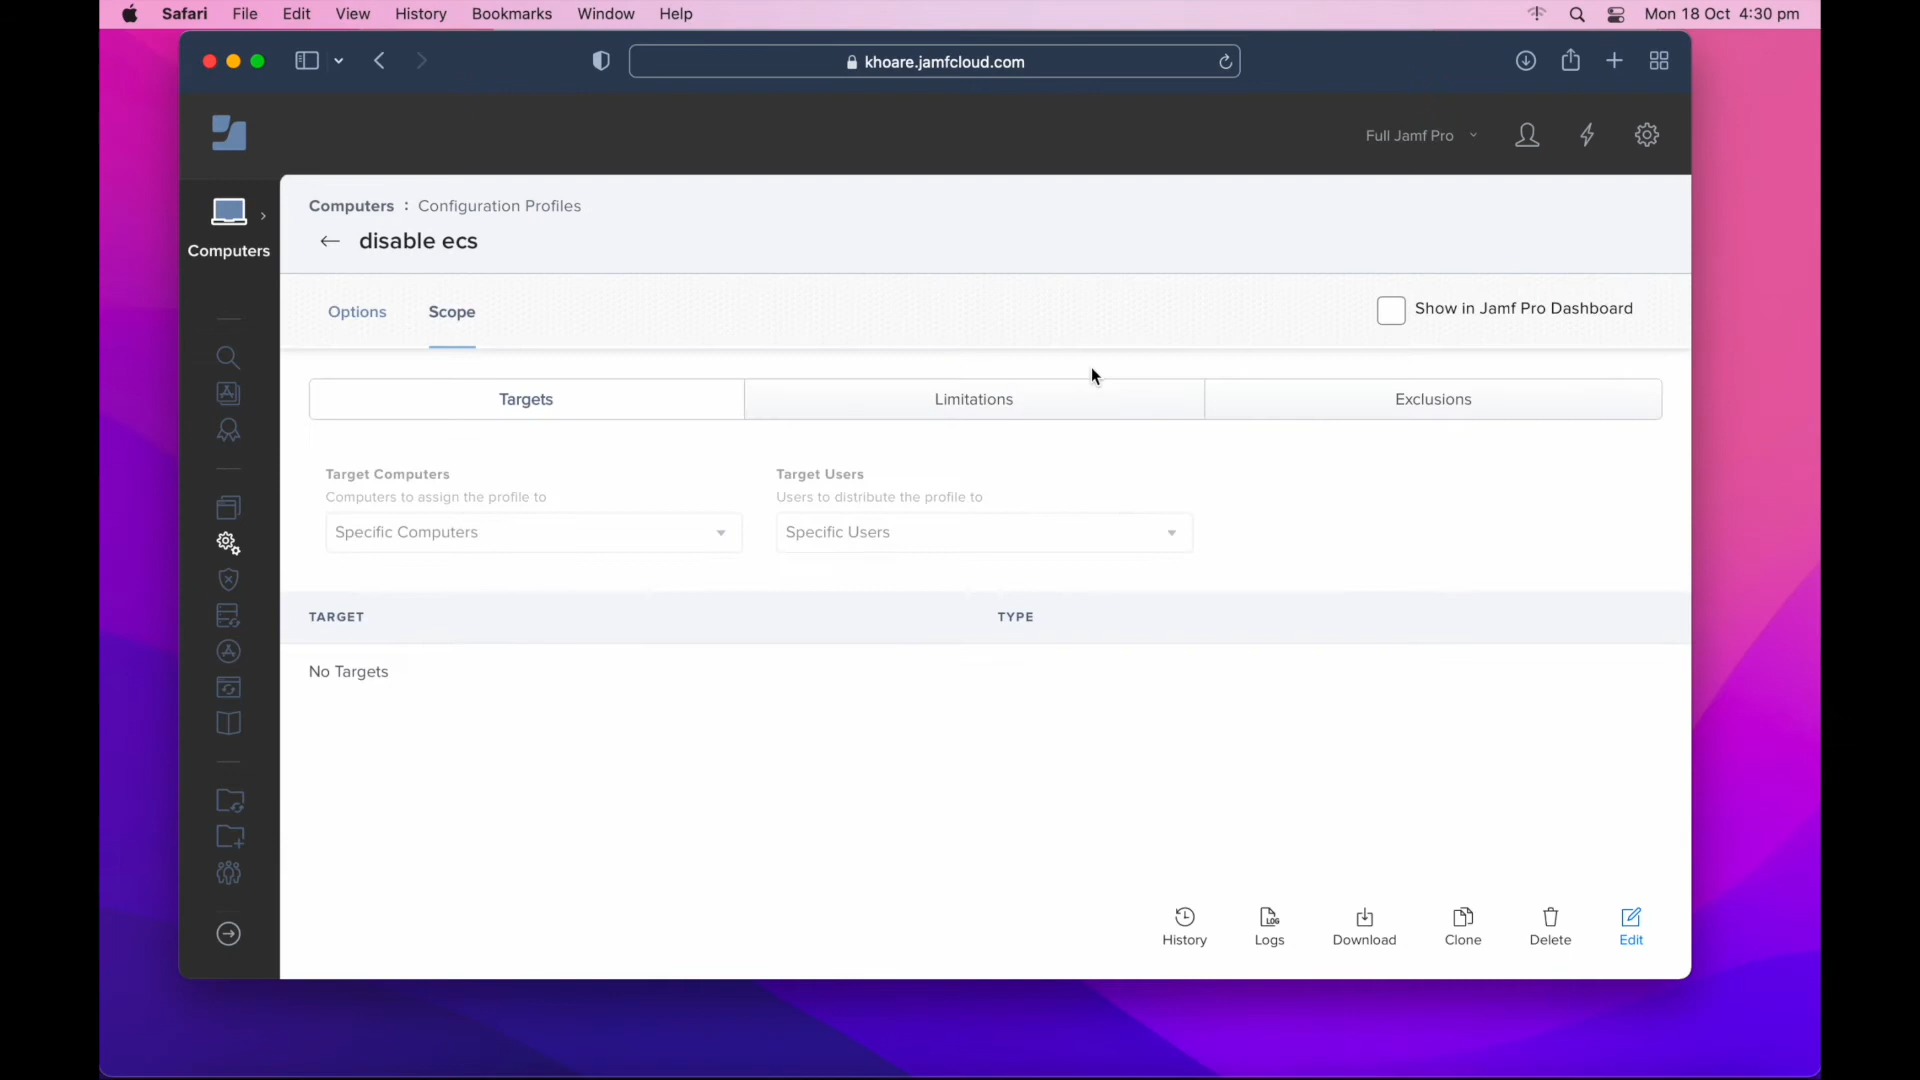 Safari File Edit View History Bookmarks Window Help Mon 18 Oct 4:30 pm
khoare.jamfcloud.com
Full Jamf Pro
Computers : Configuration Profiles
disable ecs
Computers
Options Scope Show in Jamf Pro Dashboard
Targets Limitations Exclusions
Target Computers Target Users
Computers to assign the profile to Users to distribute the profile to
Specific Computers Specific Users
TARGET TYPE
No Targets
LOG
History Logs Download Clone Delete Edit